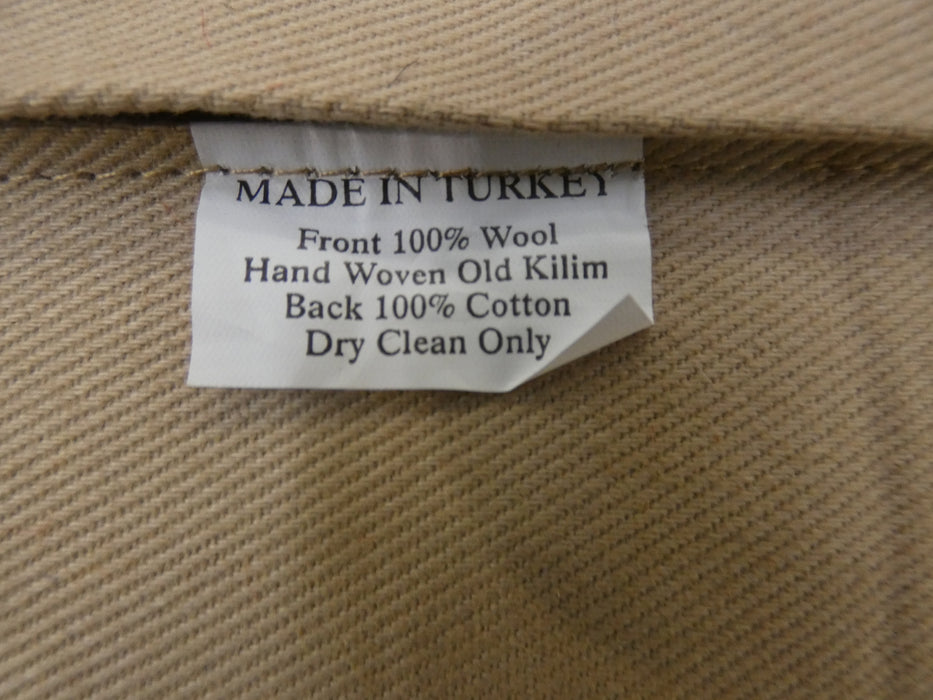 MADE IN TURKEY
Front 100% Wool
Hand Woven Old Kilim
Back 100% Cotton
Dry Clean Only